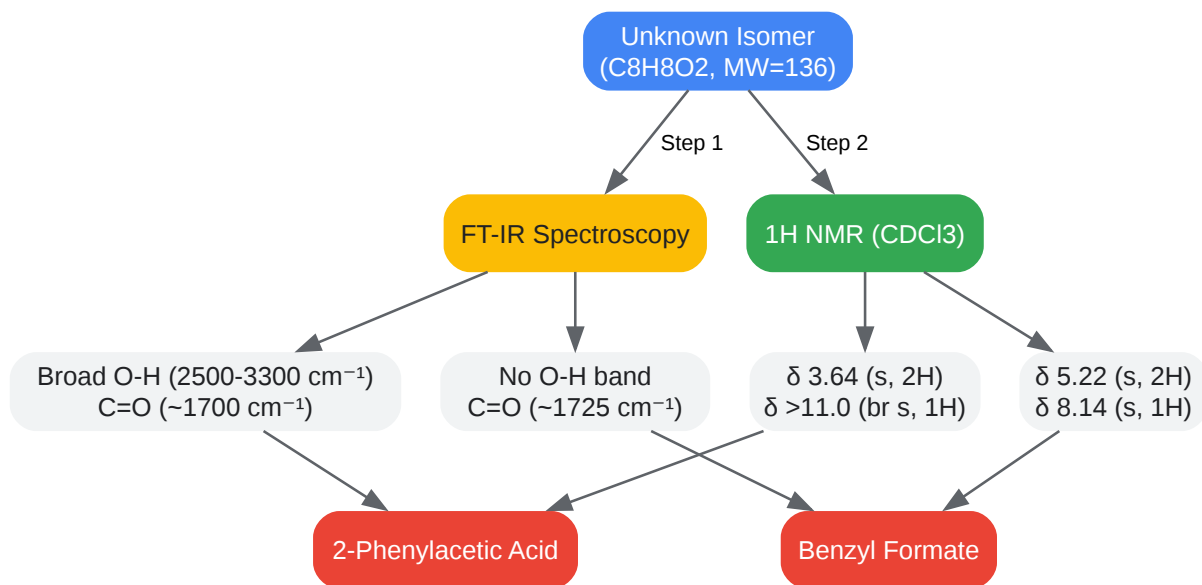 Unknown Isomer
(C8H8O2, MW=136)
Step 1
Step 2
FT-IR Spectroscopy
1H NMR (CDCl3)
Broad O-H (2500-3300 cm⁻¹)
C=O (~1700 cm⁻¹)
No O-H band
C=O (~1725 cm⁻¹)
δ 3.64 (s, 2H)
δ >11.0 (br s, 1H)
δ 5.22 (s, 2H)
δ 8.14 (s, 1H)
2-Phenylacetic Acid
Benzyl Formate